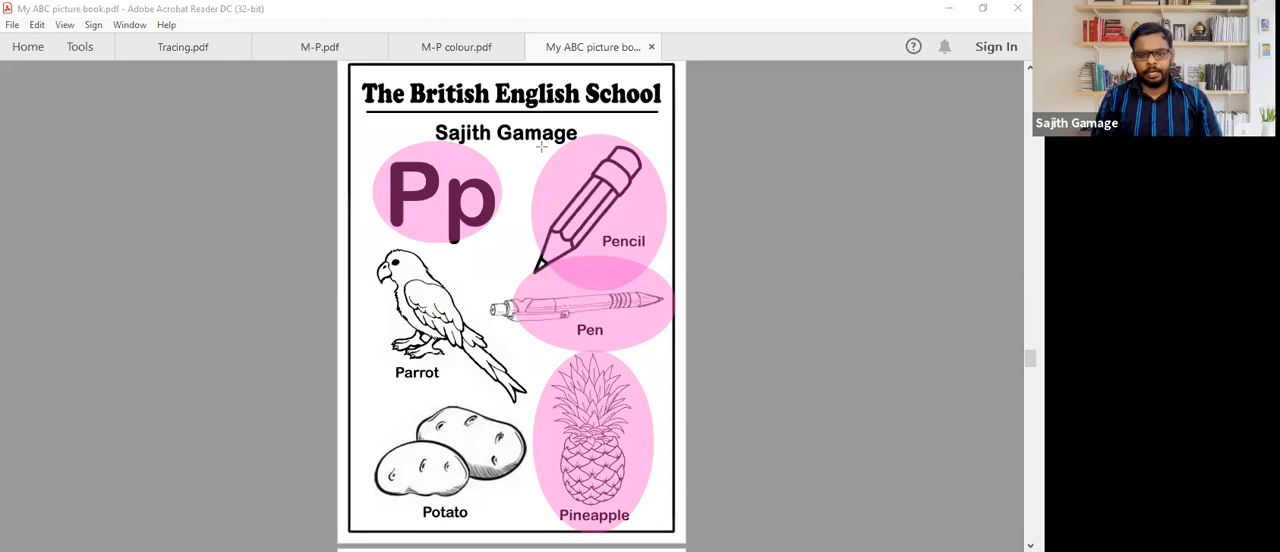 My ABC picture book.pdf - Adobe Acrobat Reader DC (32-bit)
File Edit View Sign Window Help
Home Tools Tracing.pdf M-P.pdf M-P colour.pdf My ABC picture bo... × ? Sign In
Sajith Gamage
The British English School
Sajith Gamage
Pp
Pencil
Pen
Parrot
Potato
Pineapple